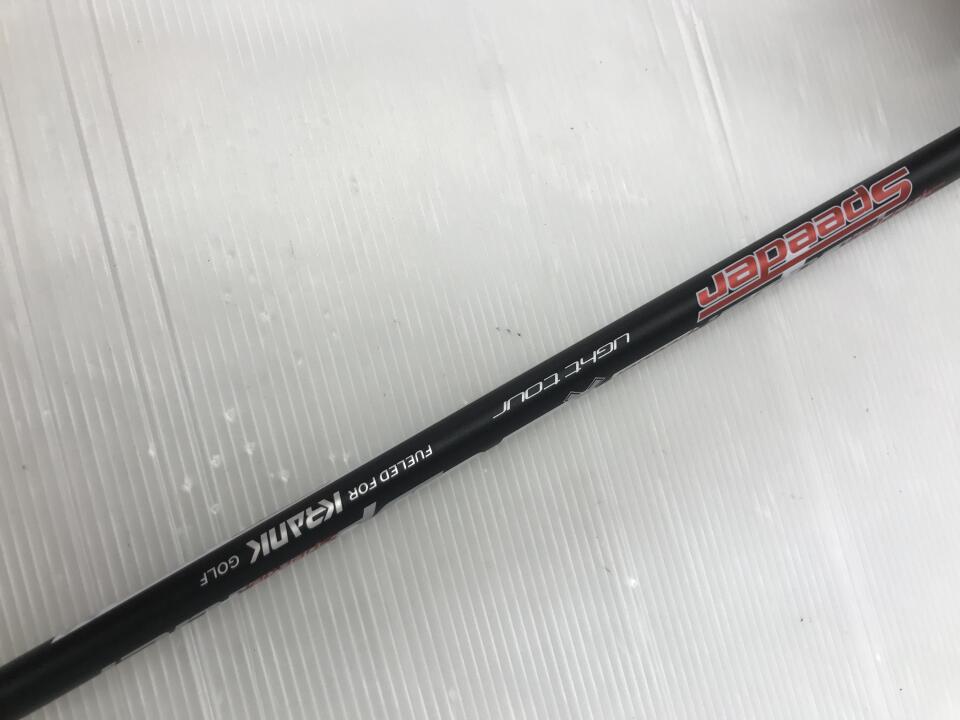 Speeder
LIGHT TOUR
FUELED FOR KRANK GOLF